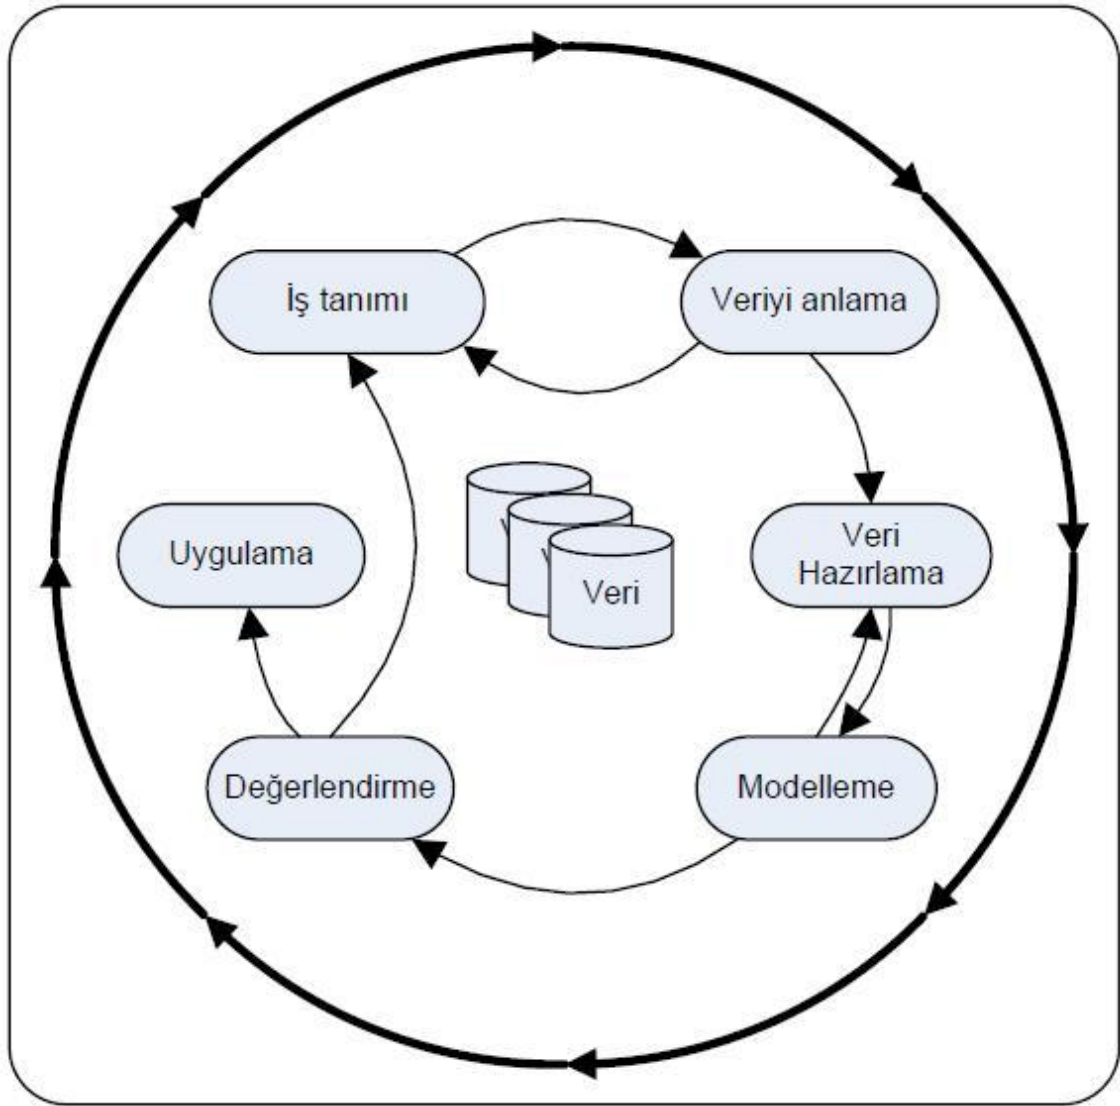 İş tanımı
Veriyi anlama
Uygulama
Veri
Hazırlama
Veri
Değerlendirme
Modelleme